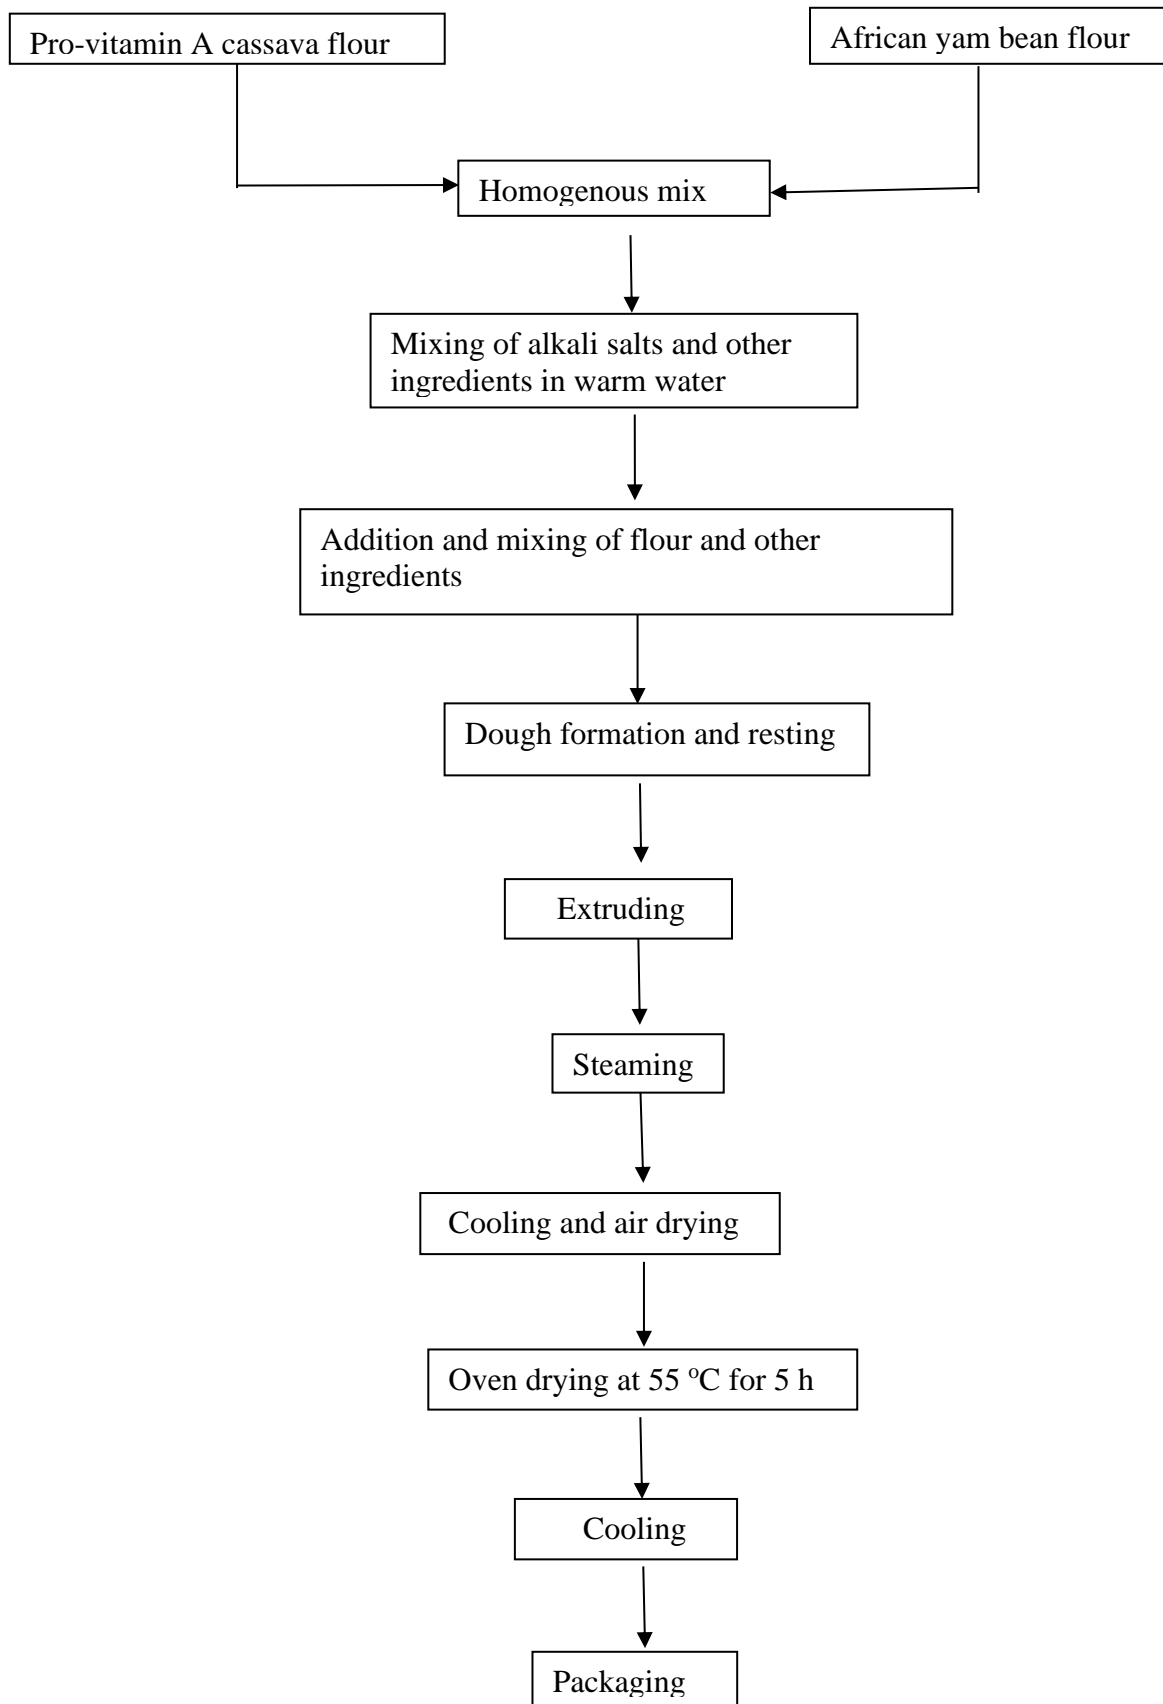 Pro-vitamin A cassava flour
African yam bean flour
Homogenous mix
Mixing of alkali salts and other
ingredients in warm water
Addition and mixing of flour and other
ingredients
Dough formation and resting
Extruding
Steaming
Cooling and air drying
Oven drying at 55 ºC for 5 h
Cooling
Packaging